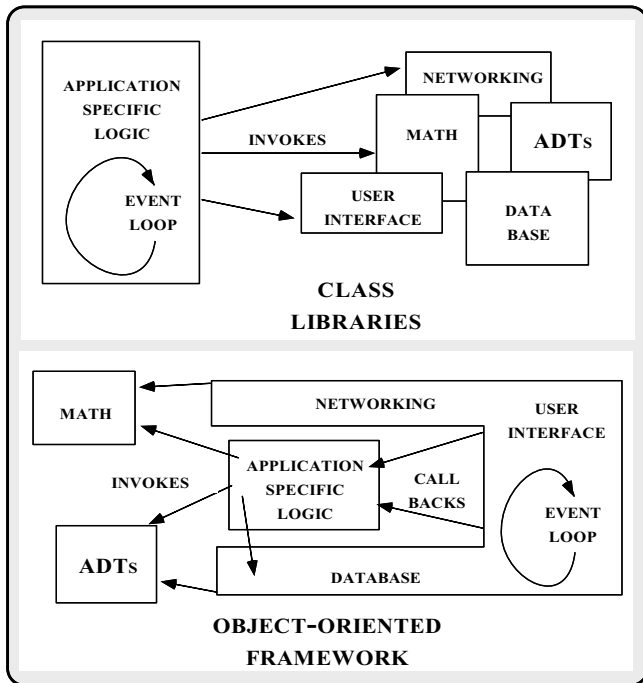 APPLICATION
SPECIFIC
LOGIC
EVENT
LOOP
INVOKES
NETWORKING
MATH
ADTS
USER
INTERFACE
DATA
BASE
CLASS
LIBRARIES
MATH
NETWORKING
USER
INTERFACE
INVOKES
APPLICATION
SPECIFIC
LOGIC
CALL
BACKS
EVENT
LOOP
ADTS
DATABASE
OBJECT-ORIENTED
FRAMEWORK